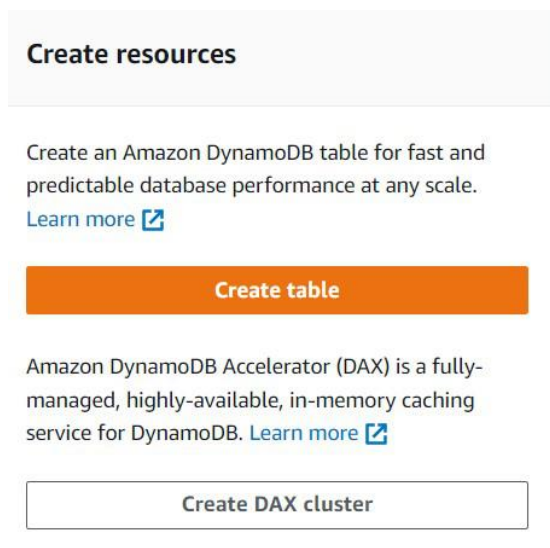 Create resources
Create an Amazon DynamoDB table for fast and
predictable database performance at any scale.
Learn more
Create table
Amazon DynamoDB Accelerator (DAX) is a fully-
managed, highly-available, in-memory caching
service for DynamoDB. Learn more
Create DAX cluster